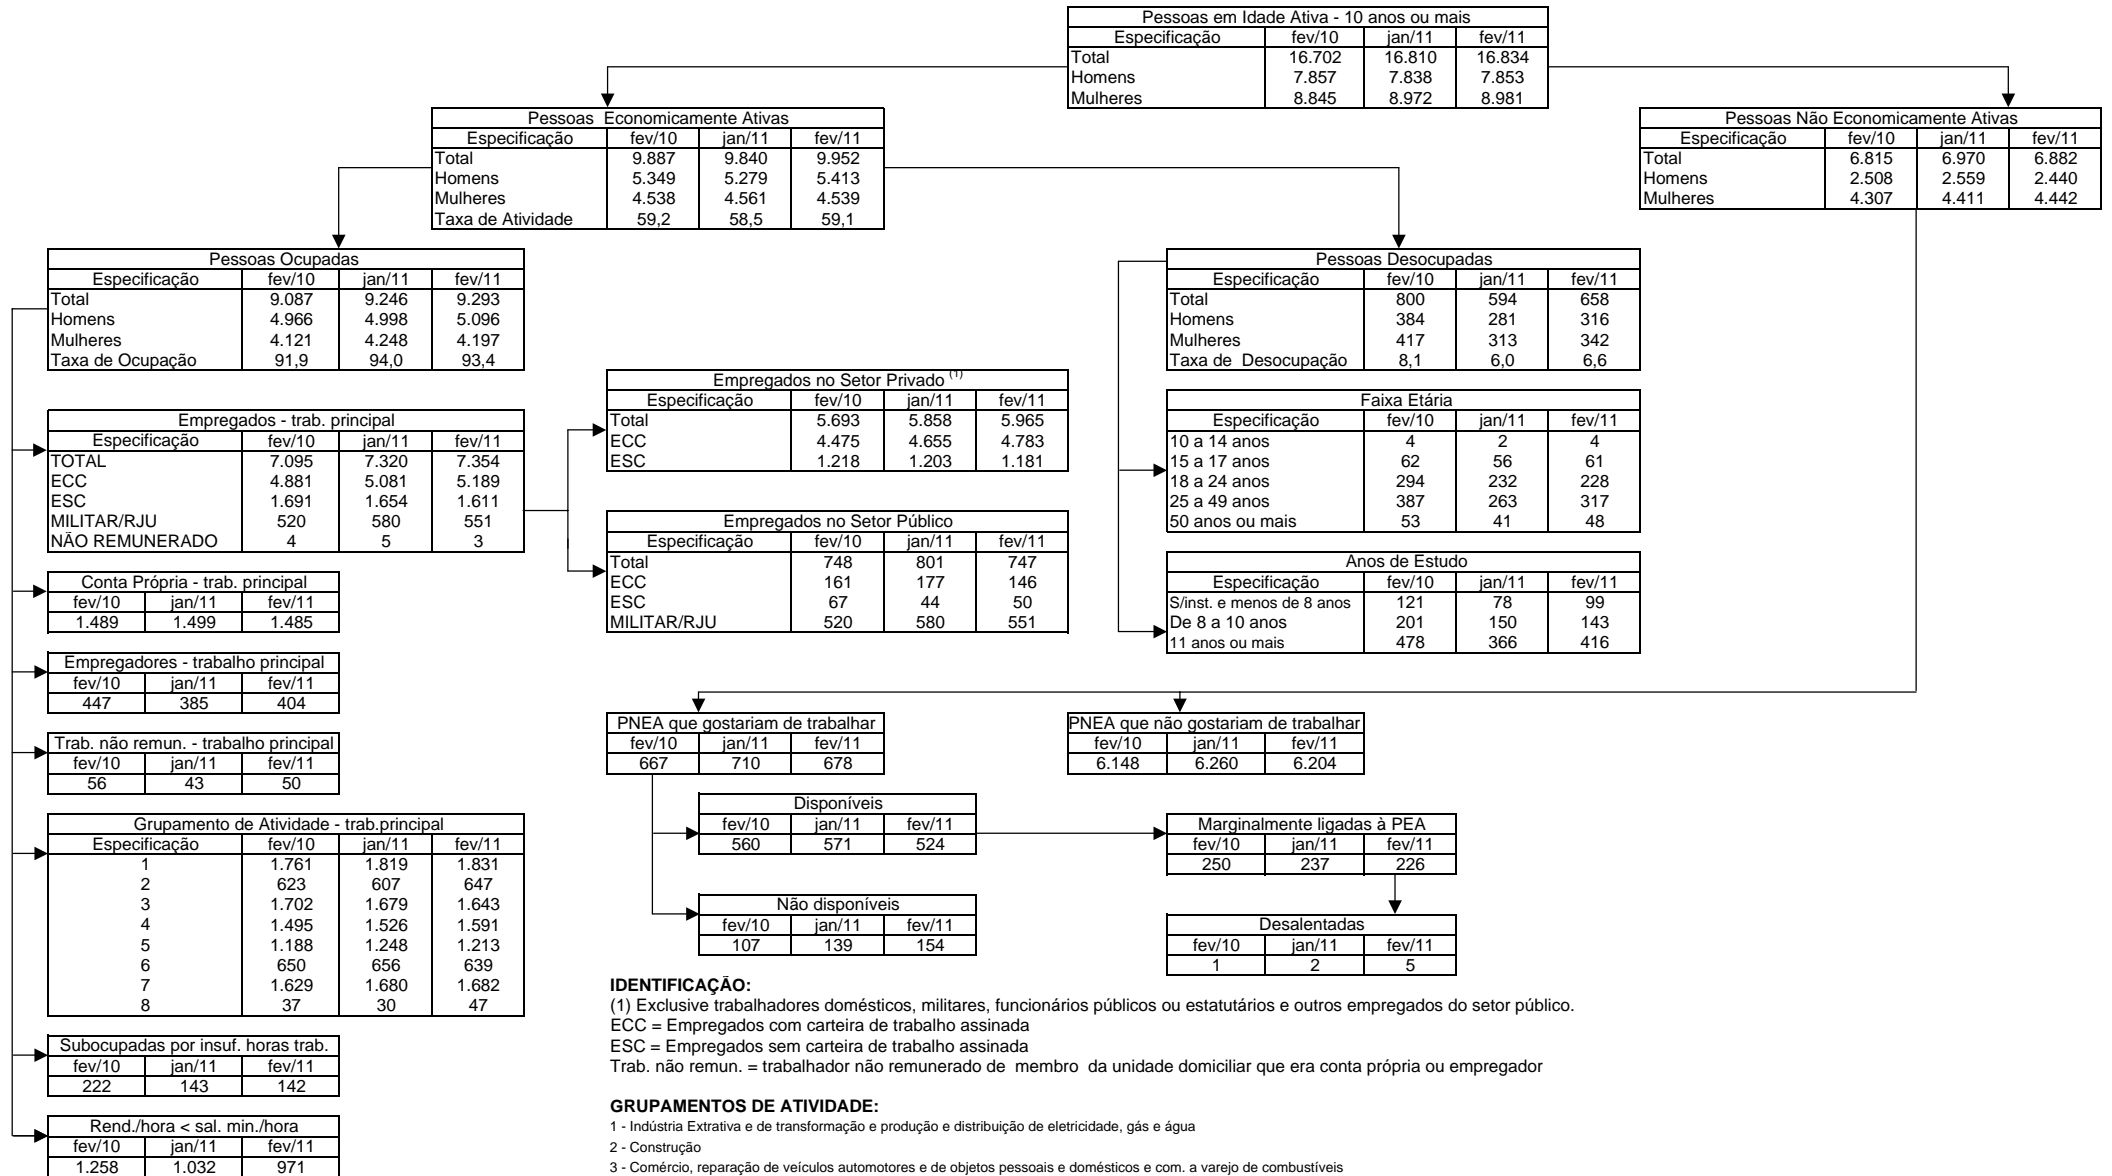 Pessoas em Idade Ativa - 10 anos ou mais
Especificação fev/10 jan/11 fev/11
Total 16.702 16.810 16.834
Homens 7.857 7.838 7.853
Mulheres 8.845 8.972 8.981
Pessoas Economicamente Ativas
Especificação fev/10 jan/11 fev/11
Total 9.887 9.840 9.952
Homens 5.349 5.279 5.413
Mulheres 4.538 4.561 4.539
Taxa de Atividade 59,2 58,5 59,1
Pessoas Não Economicamente Ativas
Especificação fev/10 jan/11 fev/11
Total 6.815 6.970 6.882
Homens 2.508 2.559 2.440
Mulheres 4.307 4.411 4.442
Pessoas Ocupadas
Especificação fev/10 jan/11 fev/11
Total 9.087 9.246 9.293
Homens 4.966 4.998 5.096
Mulheres 4.121 4.248 4.197
Taxa de Ocupação 91,9 94,0 93,4
Pessoas Desocupadas
Especificação fev/10 jan/11 fev/11
Total 800 594 658
Homens 384 281 316
Mulheres 417 313 342
Taxa de Desocupação 8,1 6,0 6,6
Empregados - trab. principal
Especificação fev/10 jan/11 fev/11
TOTAL 7.095 7.320 7.354
ECC 4.881 5.081 5.189
ESC 1.691 1.654 1.611
MILITAR/RJU 520 580 551
NÃO REMUNERADO 4 5 3
Empregados no Setor Privado (1)
Especificação fev/10 jan/11 fev/11
Total 5.693 5.858 5.965
ECC 4.475 4.655 4.783
ESC 1.218 1.203 1.181
Faixa Etária
Especificação fev/10 jan/11 fev/11
10 a 14 anos 4 2 4
15 a 17 anos 62 56 61
18 a 24 anos 294 232 228
25 a 49 anos 387 263 317
50 anos ou mais 53 41 48
Empregados no Setor Público
Especificação fev/10 jan/11 fev/11
Total 748 801 747
ECC 161 177 146
ESC 67 44 50
MILITAR/RJU 520 580 551
Anos de Estudo
Especificação fev/10 jan/11 fev/11
S/inst. e menos de 8 anos 121 78 99
De 8 a 10 anos 201 150 143
11 anos ou mais 478 366 416
Conta Própria - trab. principal
fev/10 jan/11 fev/11
1.489 1.499 1.485
Empregadores - trabalho principal
fev/10 jan/11 fev/11
447 385 404
Trab. não remun. - trabalho principal
fev/10 jan/11 fev/11
56 43 50
PNEA que gostariam de trabalhar
fev/10 jan/11 fev/11
667 710 678
PNEA que não gostariam de trabalhar
fev/10 jan/11 fev/11
6.148 6.260 6.204
Grupamento de Atividade - trab.principal
Especificação fev/10 jan/11 fev/11
1 1.761 1.819 1.831
2 623 607 647
3 1.702 1.679 1.643
4 1.495 1.526 1.591
5 1.188 1.248 1.213
6 650 656 639
7 1.629 1.680 1.682
8 37 30 47
Disponíveis
fev/10 jan/11 fev/11
560 571 524
Marginalmente ligadas à PEA
fev/10 jan/11 fev/11
250 237 226
Não disponíveis
fev/10 jan/11 fev/11
107 139 154
Desalentadas
fev/10 jan/11 fev/11
1 2 5
Subocupadas por insuf. horas trab.
fev/10 jan/11 fev/11
222 143 142
Rend./hora < sal. min./hora
fev/10 jan/11 fev/11
1.258 1.032 971
IDENTIFICAÇÃO:
(1) Exclusive trabalhadores domésticos, militares, funcionários públicos ou estatutários e outros empregados do setor público.
ECC = Empregados com carteira de trabalho assinada
ESC = Empregados sem carteira de trabalho assinada
Trab. não remun. = trabalhador não remunerado de membro da unidade domiciliar que era conta própria ou empregador
GRUPAMENTOS DE ATIVIDADE:
1 - Indústria Extrativa e de transformação e produção e distribuição de eletricidade, gás e água
2 - Construção
3 - Comércio, reparação de veículos automotores e de objetos pessoais e domésticos e com. a varejo de combustíveis